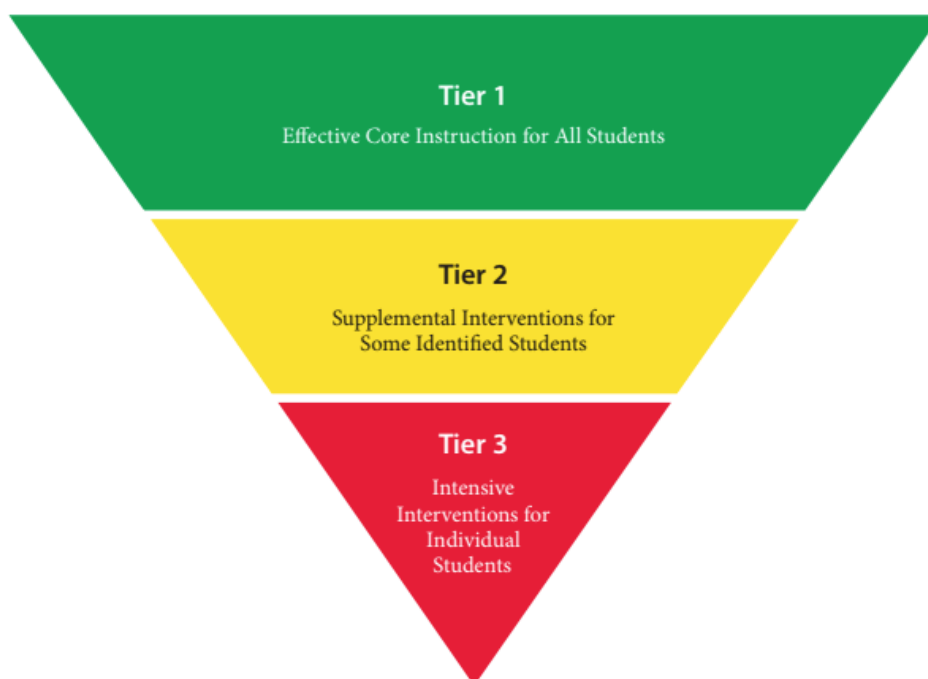 Tier 1
Effective Core Instruction for All Students
Tier 2
Supplemental Interventions for
Some Identified Students
Tier 3
Intensive
Interventions for
Individual
Students